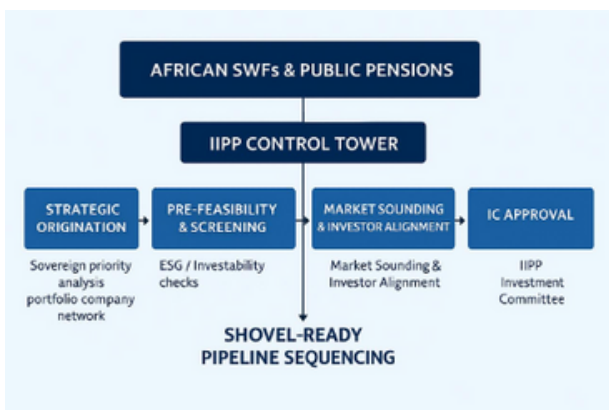 AFRICAN SWFs & PUBLIC PENSIONS
IIPP CONTROL TOWER
STRATEGIC
ORIGINATION
PRE-FEASIBILITY
& SCREENING
MARKET SOUNDING
& INVESTOR ALIGNMENT
IC APPROVAL
Sovereign priority
analysis
portfolio company
network
ESG / Investability
checks
Market Sounding &
Investor Alignment
IIPP
Investment
Committee
SHOVEL-READY
PIPELINE SEQUENCING